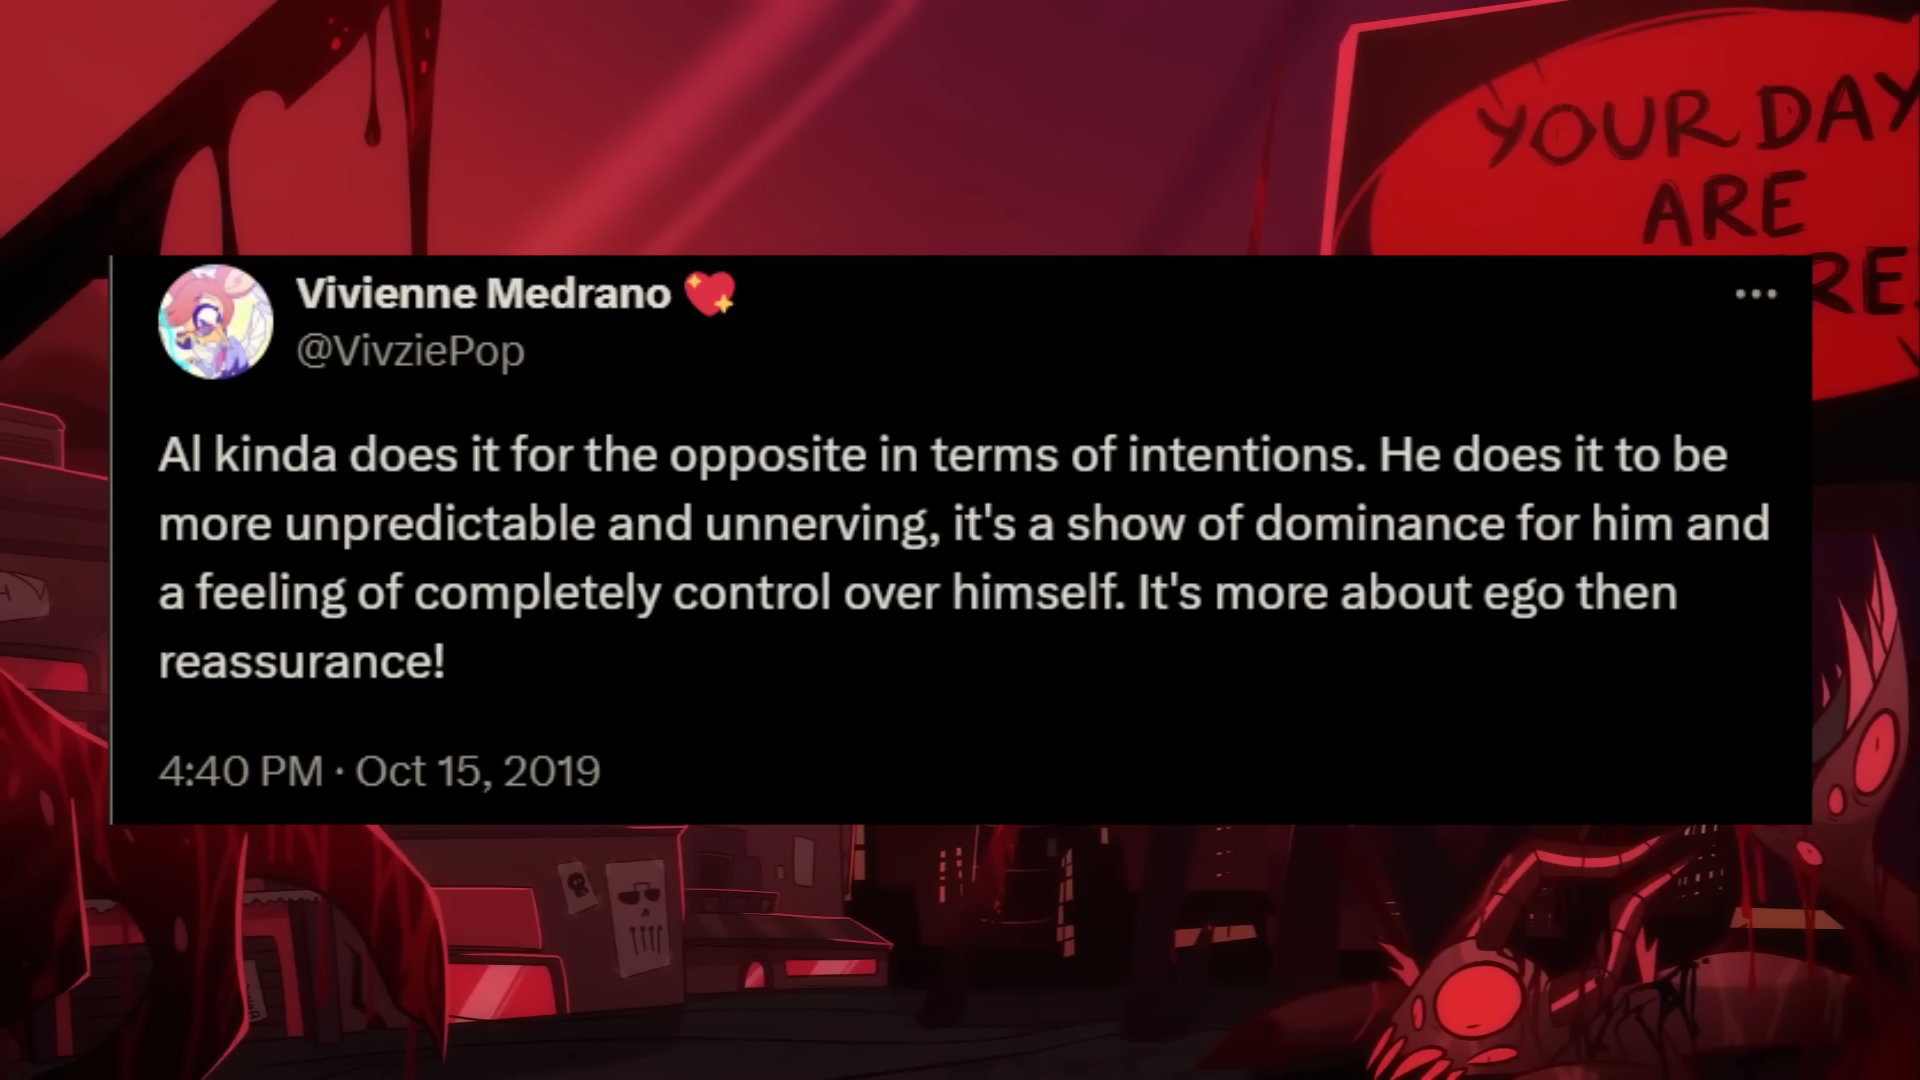 YOUR DAY
ARE
RE
Vivienne Medrano 💖
@VivziePop
Al kinda does it for the opposite in terms of intentions. He does it to be
more unpredictable and unnerving, it's a show of dominance for him and
a feeling of completely control over himself. It's more about ego then
reassurance!
4:40 PM · Oct 15, 2019